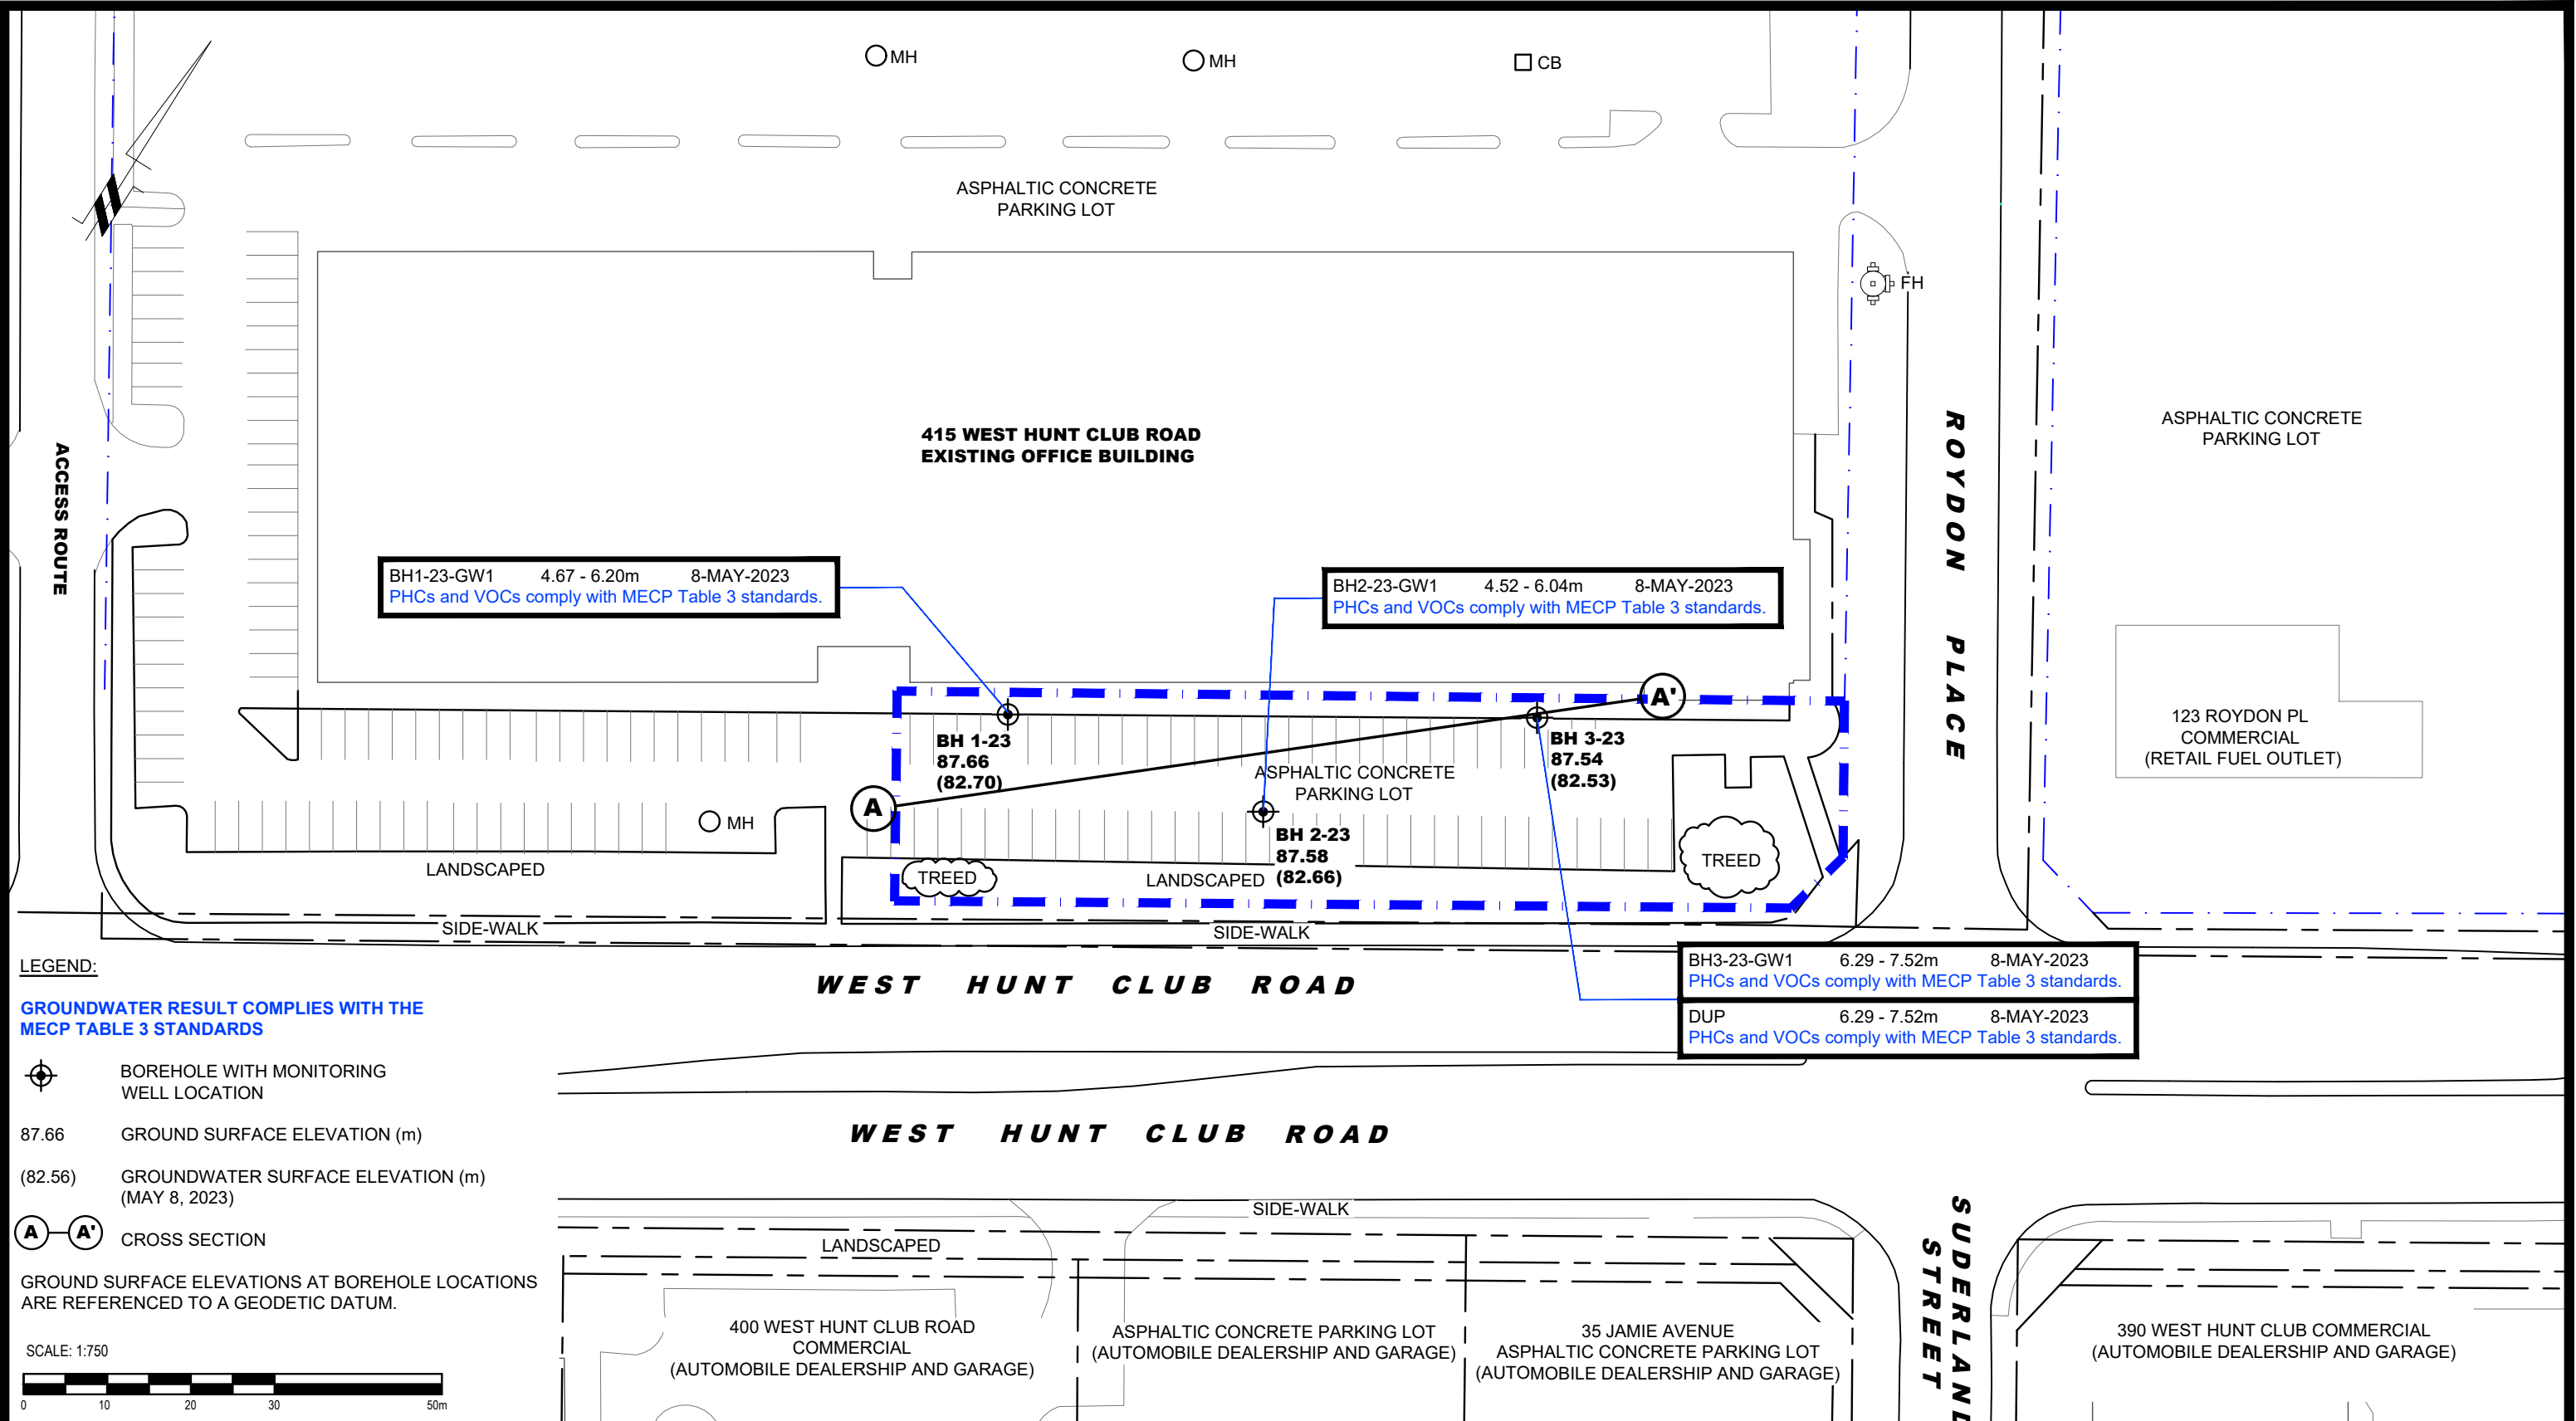 MH
MH
CB
ASPHALTIC CONCRETE
PARKING LOT
FH
ACCESS ROUTE
415 WEST HUNT CLUB ROAD
EXISTING OFFICE BUILDING
ROYDON PLACE
ASPHALTIC CONCRETE
PARKING LOT
BH1-23-GW1 4.67 - 6.20m 8-MAY-2023
PHCs and VOCs comply with MECP Table 3 standards.
BH2-23-GW1 4.52 - 6.04m 8-MAY-2023
PHCs and VOCs comply with MECP Table 3 standards.
A'
BH 1-23
87.66
(82.70)
BH 3-23
87.54
(82.53)
123 ROYDON PL
COMMERCIAL
(RETAIL FUEL OUTLET)
ASPHALTIC CONCRETE
PARKING LOT
A
MH
BH 2-23
87.58
(82.66)
TREED
LANDSCAPED
TREED
LANDSCAPED
SIDE-WALK
SIDE-WALK
BH3-23-GW1 6.29 - 7.52m 8-MAY-2023
PHCs and VOCs comply with MECP Table 3 standards.
DUP 6.29 - 7.52m 8-MAY-2023
PHCs and VOCs comply with MECP Table 3 standards.
WEST HUNT CLUB ROAD
WEST HUNT CLUB ROAD
LEGEND:
GROUNDWATER RESULT COMPLIES WITH THE
MECP TABLE 3 STANDARDS
BOREHOLE WITH MONITORING
WELL LOCATION
87.66 GROUND SURFACE ELEVATION (m)
(82.56) GROUNDWATER SURFACE ELEVATION (m)
(MAY 8, 2023)
A A' CROSS SECTION
GROUND SURFACE ELEVATIONS AT BOREHOLE LOCATIONS
ARE REFERENCED TO A GEODETIC DATUM.
SCALE: 1:750
0 10 20 30 50m
SIDE-WALK
LANDSCAPED
400 WEST HUNT CLUB ROAD
COMMERCIAL
(AUTOMOBILE DEALERSHIP AND GARAGE)
ASPHALTIC CONCRETE PARKING LOT
(AUTOMOBILE DEALERSHIP AND GARAGE)
35 JAMIE AVENUE
ASPHALTIC CONCRETE PARKING LOT
(AUTOMOBILE DEALERSHIP AND GARAGE)
SUDERLAND
STREET
390 WEST HUNT CLUB COMMERCIAL
(AUTOMOBILE DEALERSHIP AND GARAGE)